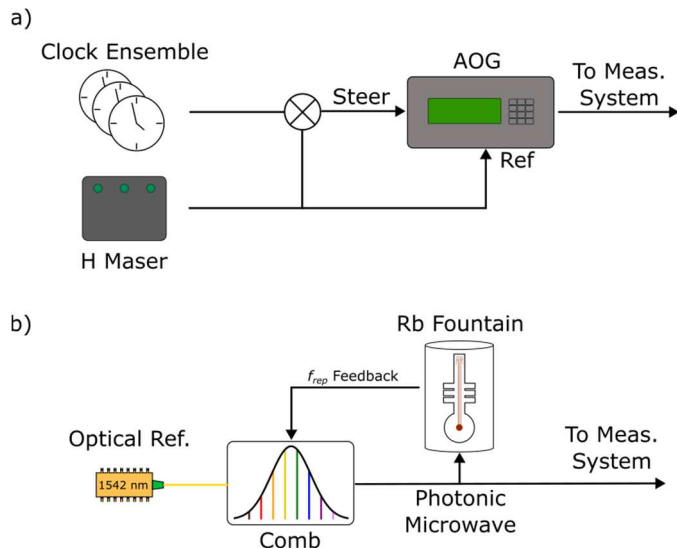 a)
Clock Ensemble
AOG
To Meas.
System
Steer
Ref
H Maser
b)
Rb Fountain
f_rep Feedback
Optical Ref.
To Meas.
System
1542 nm
Photonic
Microwave
Comb